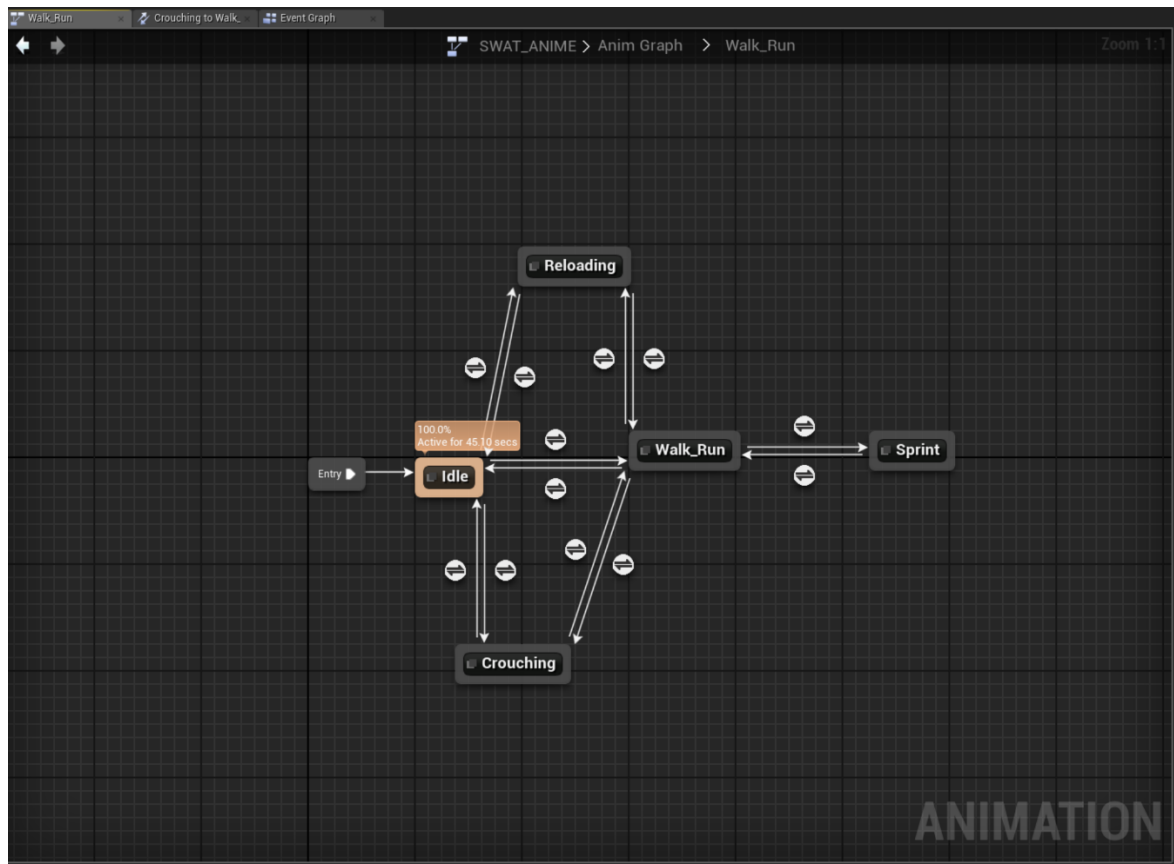 Walk_Run
Crouching to Walk_
Event Graph
SWAT_ANIME > Anim Graph > Walk_Run
Zoom 1:1
Reloading
100.0%
Active for 45.10 secs
Walk_Run
Sprint
Entry
Idle
Crouching
ANIMATION